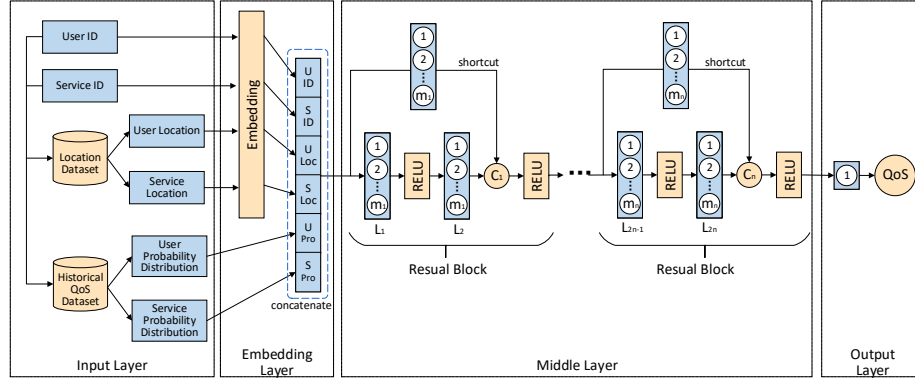 User ID
Service ID
Location
Dataset
User Location
Service
Location
Historical
QoS
Dataset
User
Probability
Distribution
Service
Probability
Distribution
Input Layer
Embedding
U
ID
S
ID
U
Loc
S
Loc
U
Pro
S
Pro
concatenate
Embedding
Layer
1
2
m₁
shortcut
1
2
m₁
L₁
RELU
1
2
m₁
L₂
C₁
RELU
Resual Block
1
2
mₙ
shortcut
1
2
mₙ
L₂ₙ₋₁
RELU
1
2
mₙ
L₂ₙ
Cₙ
RELU
Resual Block
Middle Layer
1
QoS
Output
Layer